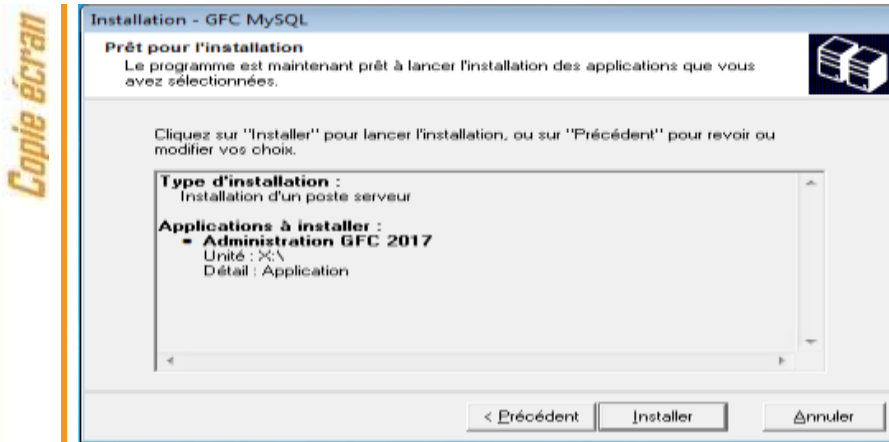 Copie écran
Installation - GFC MySQL
Prêt pour l'installation
Le programme est maintenant prêt à lancer l'installation des applications que vous
avez sélectionnées.
Cliquez sur "Installer" pour lancer l'installation, ou sur "Précédent" pour revoir ou
modifier vos choix.
Type d'installation :
Installation d'un poste serveur
Applications à installer :
- Administration GFC 2017
Unité : X:\
Détail : Application
< Précédent
Installer
Annuler